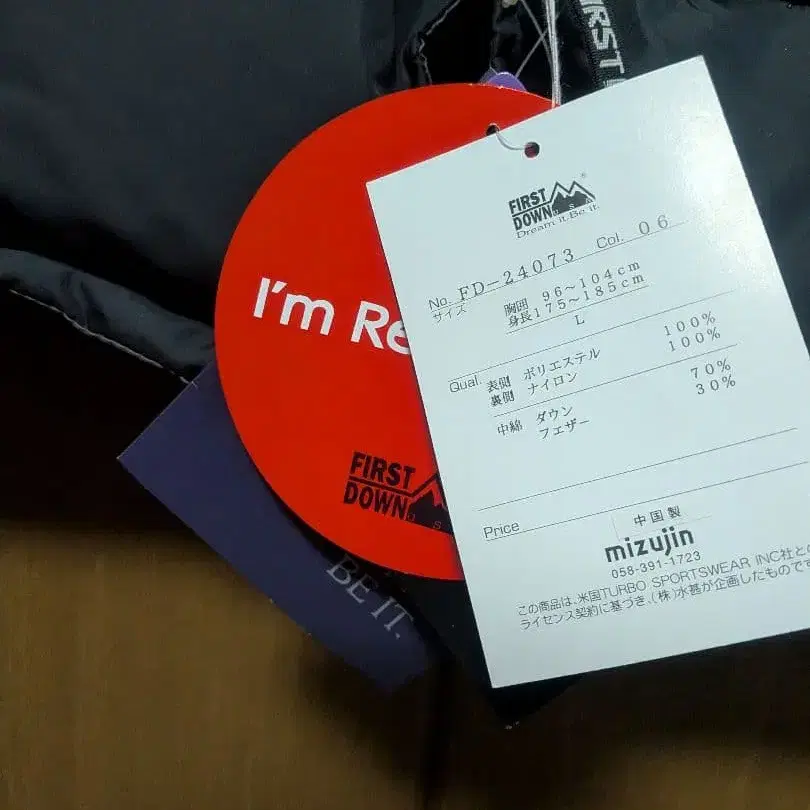 FIRST
I'm Re
FIRST
DOWN
USA
BE IT.
FIRST
DOWN
USA
®
Dream it. Be it.
No. FD-24073 Col. 06
サイズ 胸囲 96~104cm
身長175~185cm
L
Qual. 表側 ポリエステル 100%
裏側 ナイロン 100%
中綿 ダウン 70%
フェザー 30%
Price
中国製
mizujin
058-391-1723
この商品は、米国TURBO SPORTSWEAR INC社との
ライセンス契約に基づき、(株)水甚が企画したものです